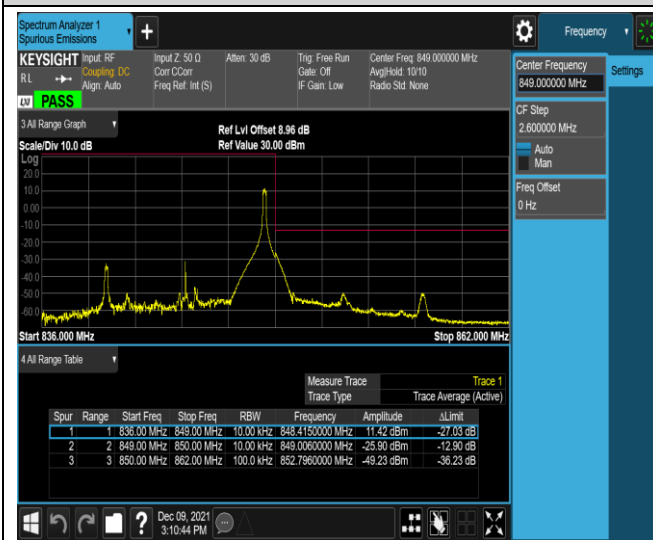 Spectrum Analyzer 1
Spurious Emissions
+
Frequency
KEYSIGHT Input: RF Input Z: 50 Ω Atten: 30 dB Trig: Free Run Center Freq: 849.000000 MHz
RL Coupling: DC Corr CCorr Gate: Off Avg|Hold: 10/10
Align: Auto Freq Ref: Int (S) IF Gain: Low Radio Std: None
LXI PASS
Center Frequency
849.000000 MHz
Settings
CF Step
2.600000 MHz
Auto
Man
Freq Offset
0 Hz
3 All Range Graph
Ref Lvl Offset 8.96 dB
Scale/Div 10.0 dB Ref Value 30.00 dBm
Log
20.0
10.0
0.00
-10.0
-20.0
-30.0
-40.0
-50.0
-60.0
Start 836.000 MHz Stop 862.000 MHz
4 All Range Table
Measure Trace Trace 1
Trace Type Trace Average (Active)
Spur Range Start Freq Stop Freq RBW Frequency Amplitude ΔLimit
1 1 836.00 MHz 849.00 MHz 10.00 kHz 848.4150000 MHz 11.42 dBm -27.03 dB
2 2 849.00 MHz 850.00 MHz 10.00 kHz 849.0060000 MHz -25.90 dBm -12.90 dB
3 3 850.00 MHz 862.00 MHz 100.0 kHz 852.7960000 MHz -49.23 dBm -36.23 dB
? Dec 09, 2021
3:10:44 PM